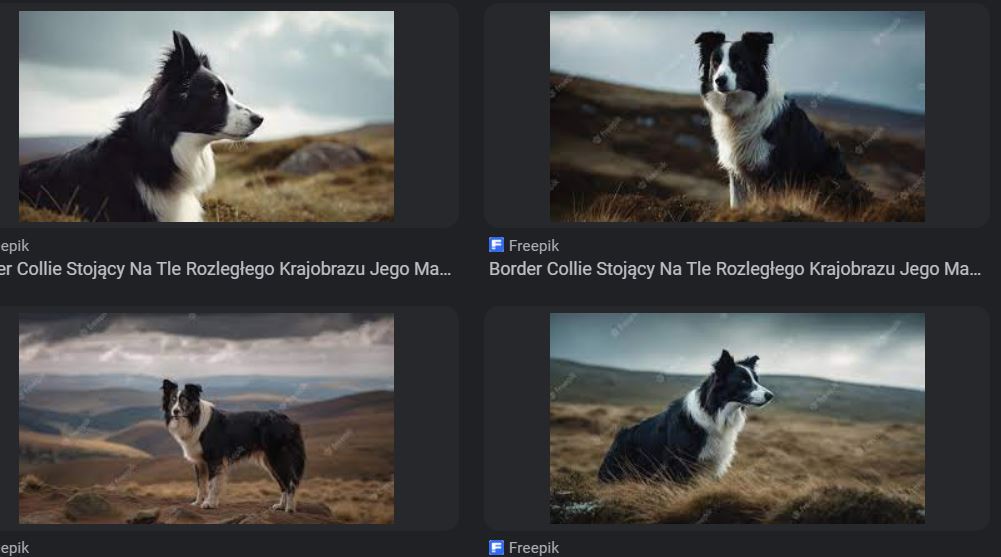 epik
Freepik
er Collie Stojący Na Tle Rozległego Krajobrazu Jego Ma...
Border Collie Stojący Na Tle Rozległego Krajobrazu Jego Ma...
epik
Freepik